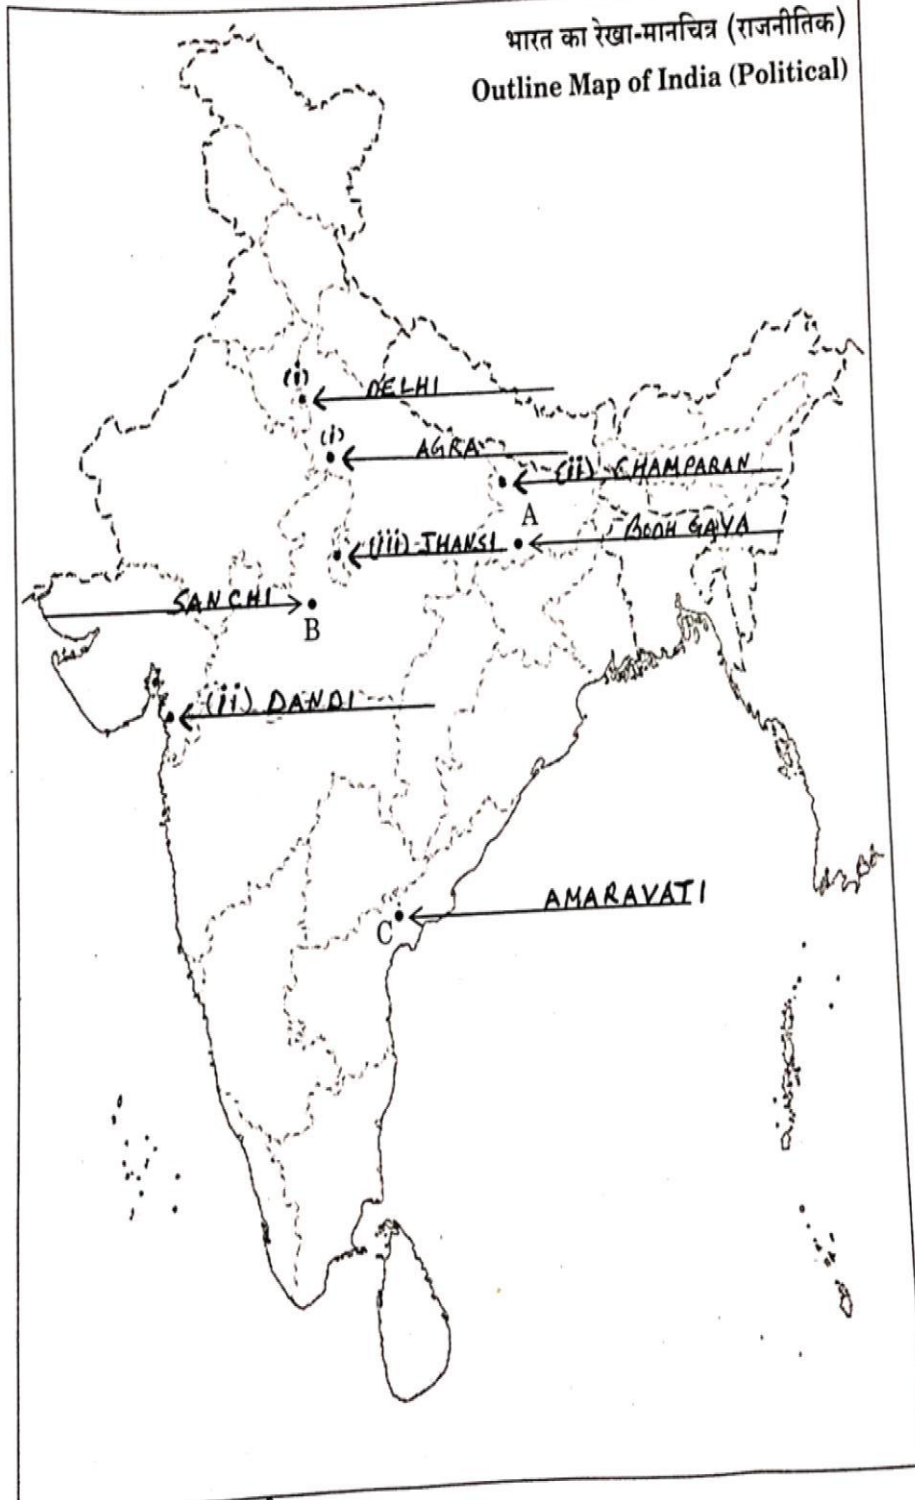 भारत का रेखा-मानचित्र (राजनीतिक)
Outline Map of India (Political)
(i)
DELHI
(i)
AGRA
(ii) CHAMPARAN
A
BODH GAYA
(iii) JHANSI
SANCHI
B
(ii) DANDI
AMARAVATI
C